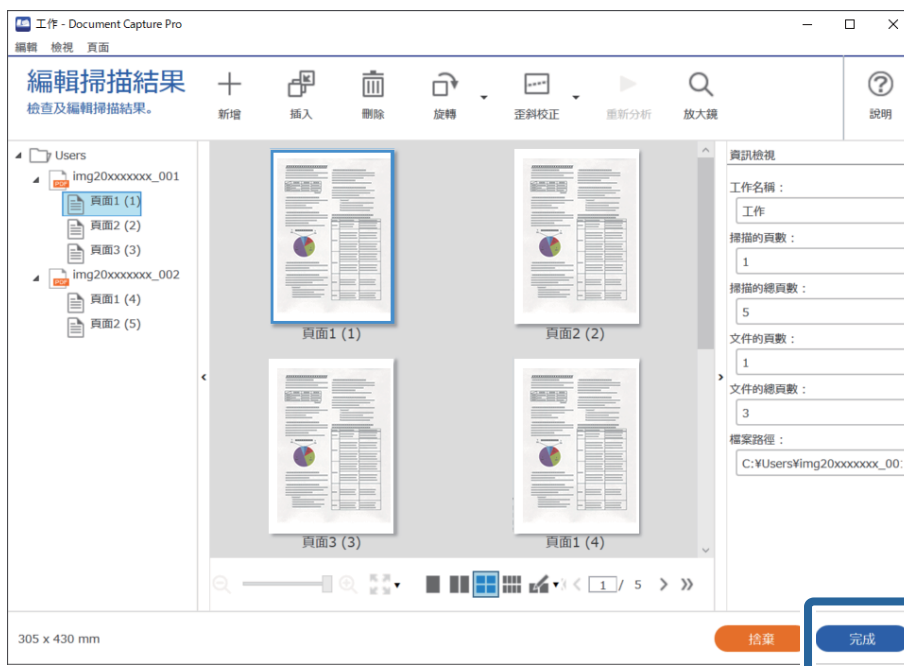 工作 - Document Capture Pro
編輯 檢視 頁面
編輯掃描結果
檢查及編輯掃描結果。
新增 插入 刪除 旋轉 歪斜校正 重新分析 放大鏡 說明
Users
img20xxxxxxx_001
PDF
頁面1 (1)
頁面2 (2)
頁面3 (3)
img20xxxxxxx_002
PDF
頁面1 (4)
頁面2 (5)
頁面1 (1)
頁面2 (2)
頁面3 (3)
頁面1 (4)
1 / 5
資訊檢視
工作名稱：
工作
掃描的頁數：
1
掃描的總頁數：
5
文件的頁數：
1
文件的總頁數：
3
檔案路徑：
C:¥Users¥img20xxxxxxx_00
305 x 430 mm
捨棄 完成